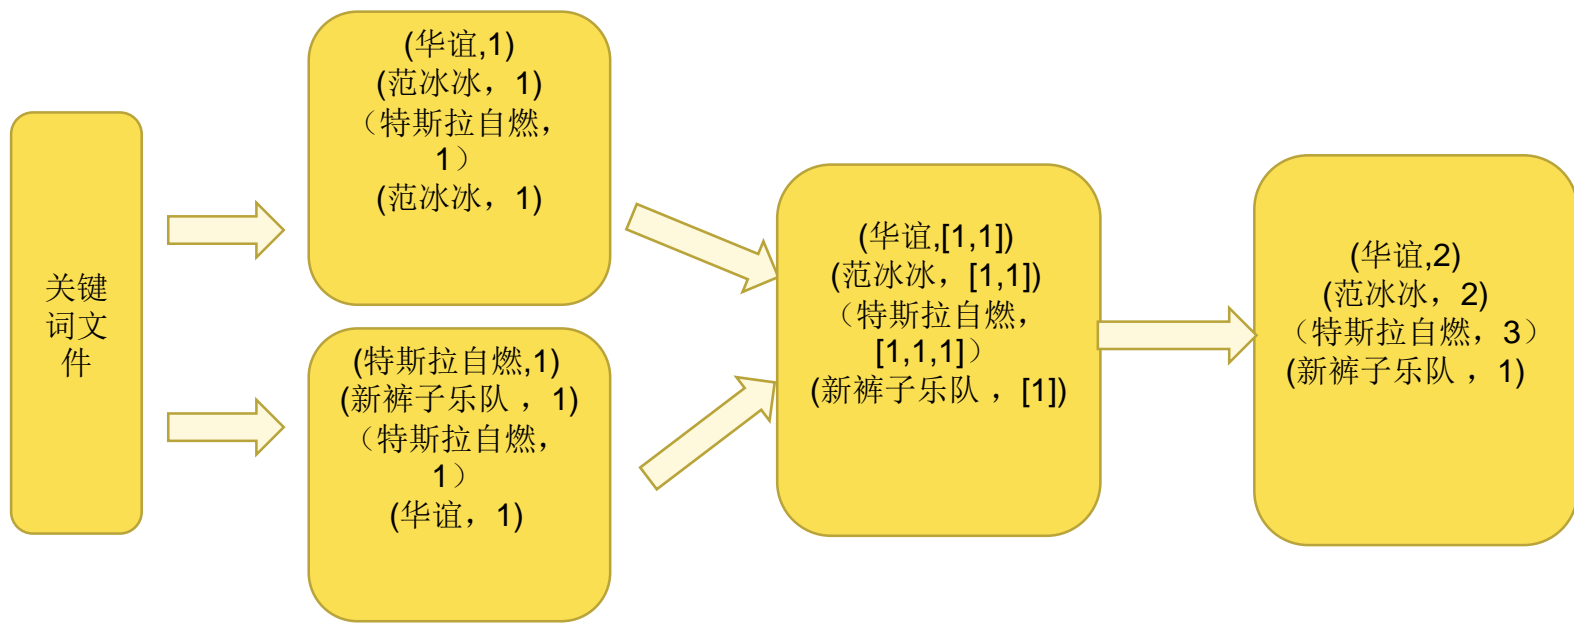 关键
词文
件
(华谊,1)
(范冰冰，1)
（特斯拉自燃，
1）
(范冰冰，1)
(特斯拉自燃,1)
(新裤子乐队 ，1)
（特斯拉自燃，
1）
(华谊，1)
(华谊,[1,1])
(范冰冰，[1,1])
（特斯拉自燃，
[1,1,1]）
(新裤子乐队 ，[1])
(华谊,2)
(范冰冰，2)
（特斯拉自燃，3）
(新裤子乐队 ，1)